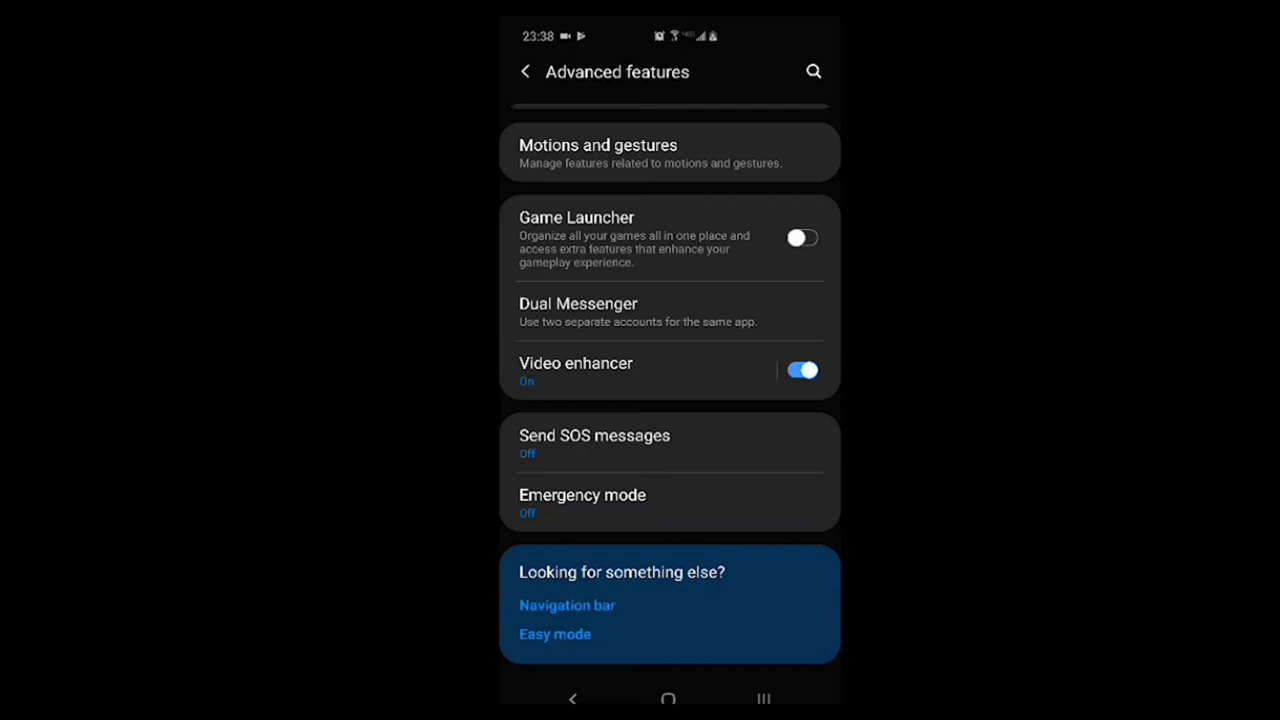 23:38
Advanced features
Motions and gestures
Manage features related to motions and gestures.
Game Launcher
Organize all your games all in one place and
access extra features that enhance your
gameplay experience.
Dual Messenger
Use two separate accounts for the same app.
Video enhancer
On
Send SOS messages
Off
Emergency mode
Off
Looking for something else?
Navigation bar
Easy mode